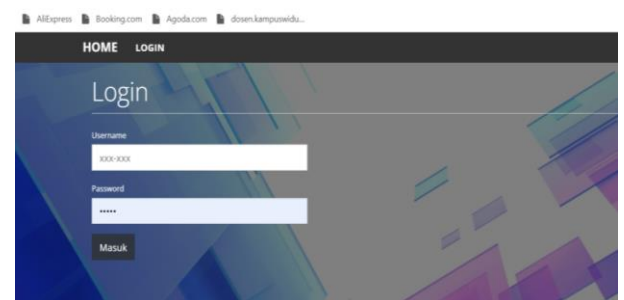 AliExpress Booking.com Agoda.com dosen.kampuswidu...
HOME LOGIN
Login
Username
xxx-xxx
Password
•••••
Masuk